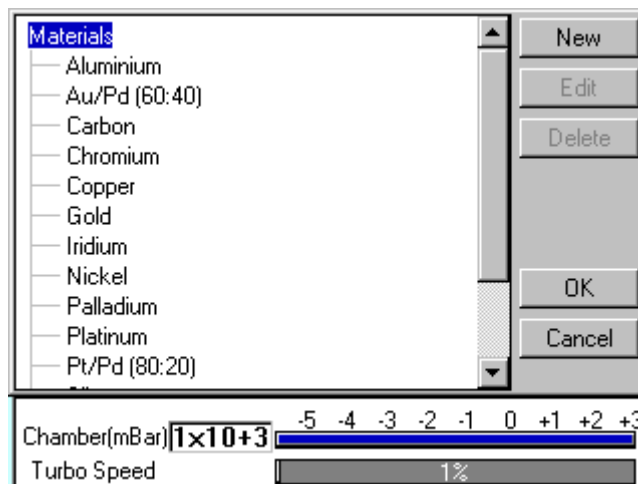 Materials
Aluminium
Au/Pd (60:40)
Carbon
Chromium
Copper
Gold
Iridium
Nickel
Palladium
Platinum
Pt/Pd (80:20)
New
Edit
Delete
OK
Cancel
-5 -4 -3 -2 -1 0 +1 +2 +3
Chamber(mBar) 1x10+3
Turbo Speed 1%